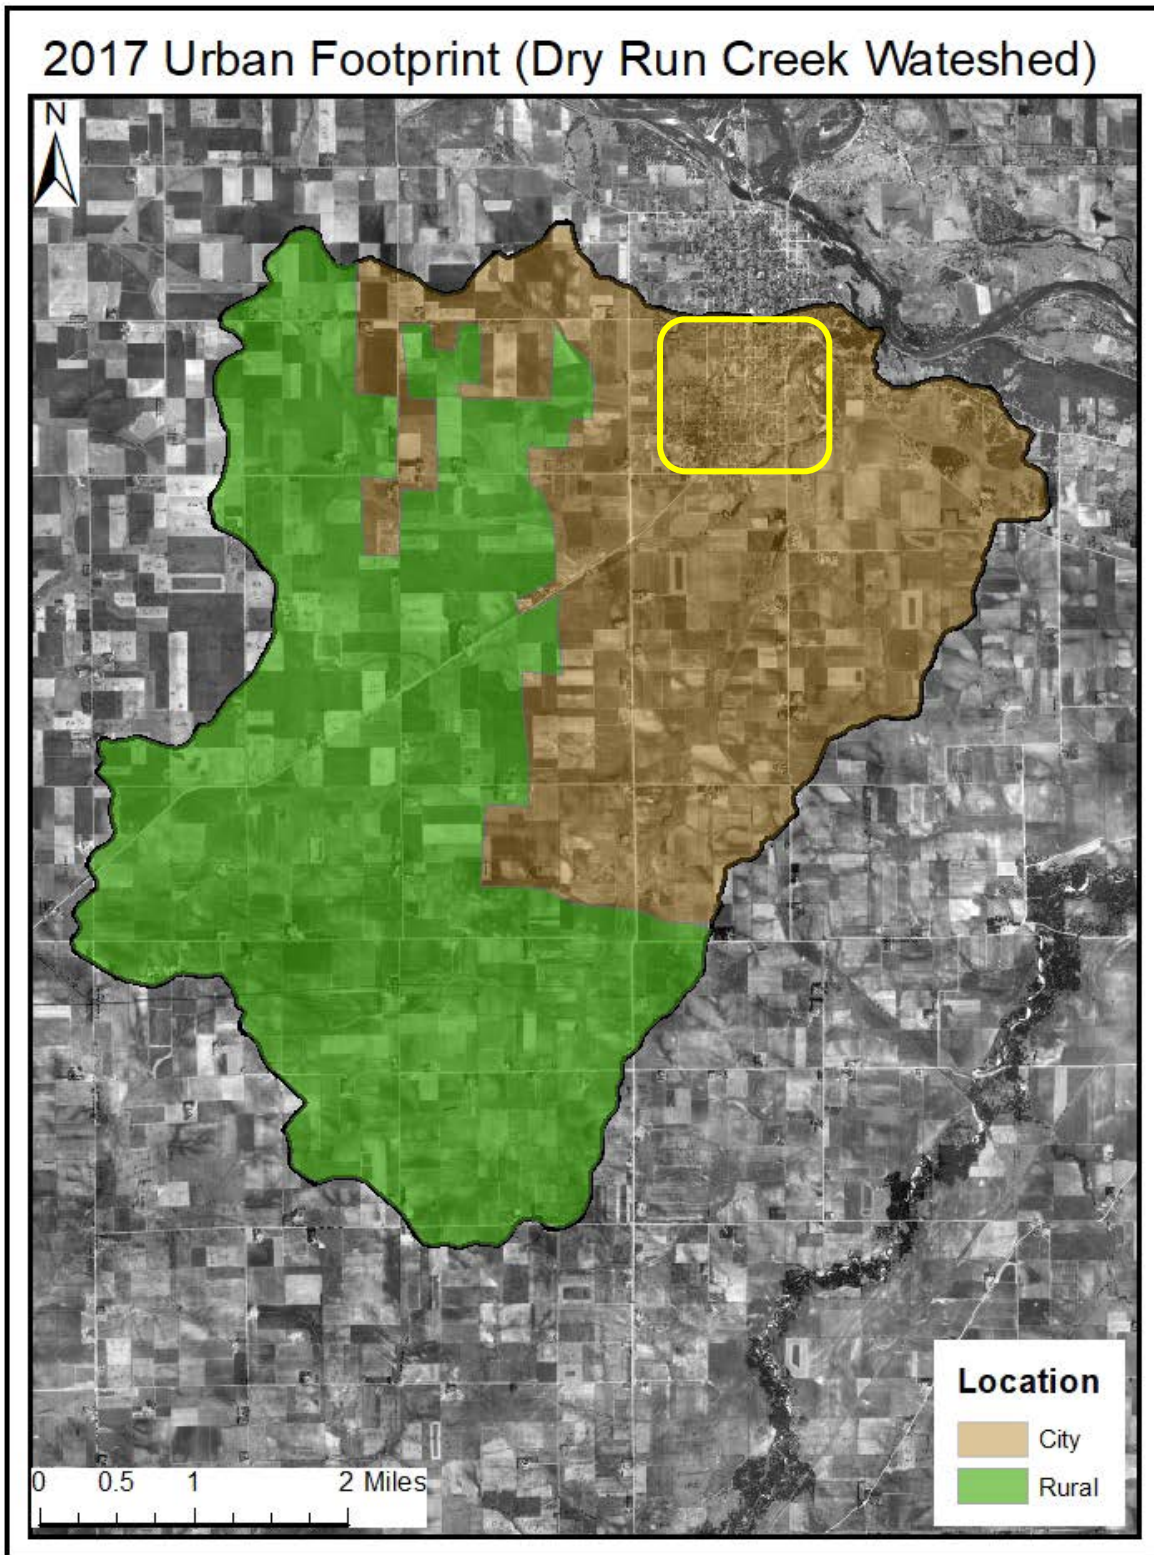 2017 Urban Footprint (Dry Run Creek Wateshed)
N
Location
City
Rural
0 0.5 1 2 Miles